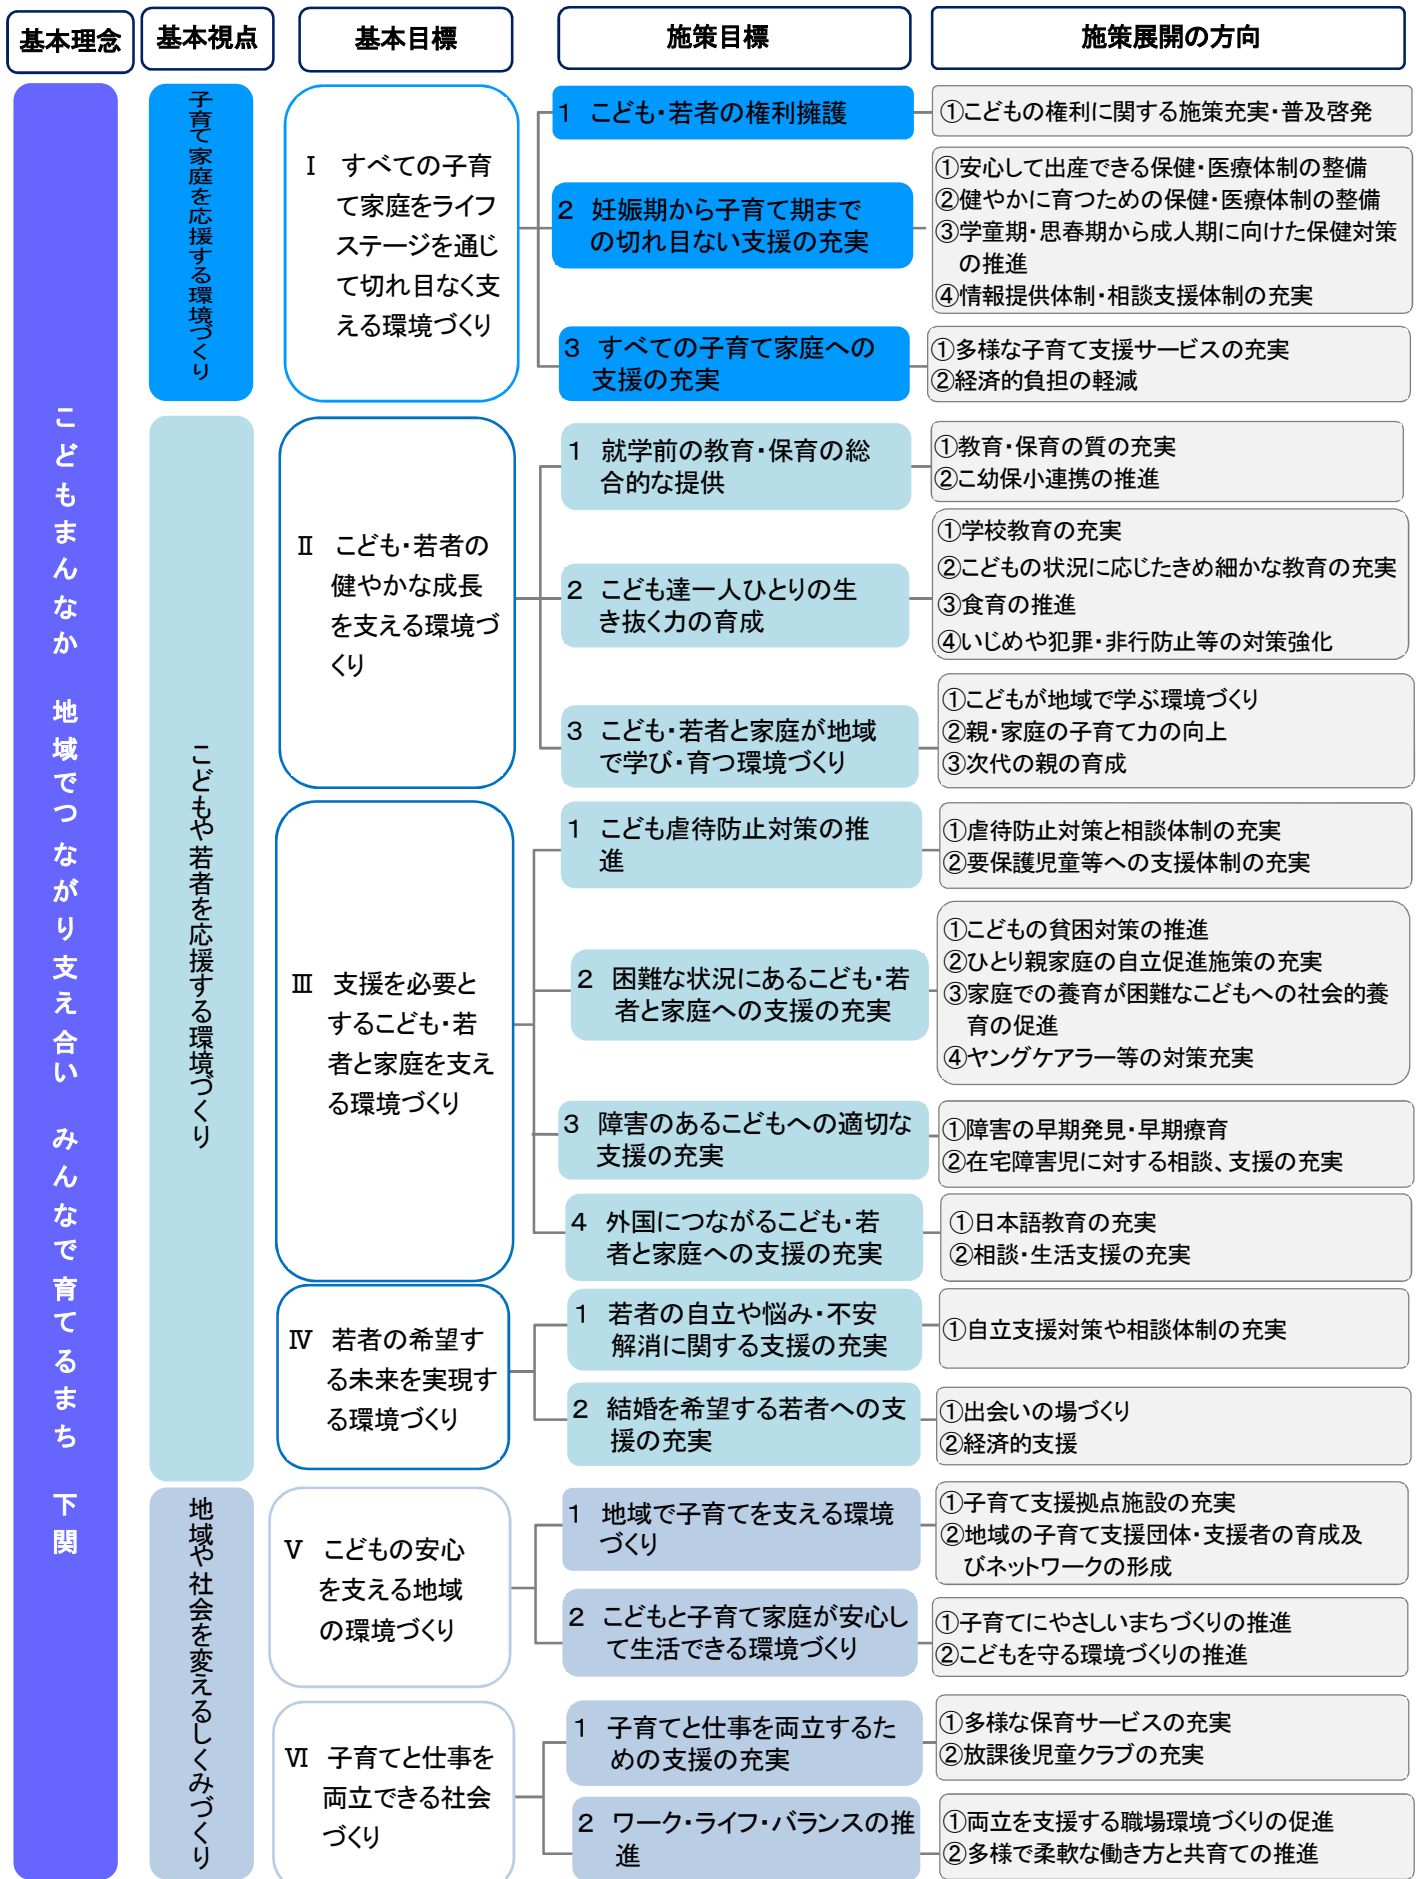 基本理念
基本視点
基本目標
施策目標
施策展開の方向
こどもまんなか 地域でつながり支え合い みんなで育てるまち 下関
子育て家庭を応援する環境づくり
Ⅰ すべての子育
て家庭をライフ
ステージを通じ
て切れ目なく支
える環境づくり
1 こども・若者の権利擁護
①こどもの権利に関する施策充実・普及啓発
2 妊娠期から子育て期まで
の切れ目ない支援の充実
①安心して出産できる保健・医療体制の整備
②健やかに育つための保健・医療体制の整備
③学童期・思春期から成人期に向けた保健対策
の推進
④情報提供体制・相談支援体制の充実
3 すべての子育て家庭への
支援の充実
①多様な子育て支援サービスの充実
②経済的負担の軽減
こどもや若者を応援する環境づくり
Ⅱ こども・若者の
健やかな成長
を支える環境づ
くり
1 就学前の教育・保育の総
合的な提供
①教育・保育の質の充実
②こ幼保小連携の推進
2 こども達一人ひとりの生
き抜く力の育成
①学校教育の充実
②こどもの状況に応じたきめ細かな教育の充実
③食育の推進
④いじめや犯罪・非行防止等の対策強化
3 こども・若者と家庭が地域
で学び・育つ環境づくり
①こどもが地域で学ぶ環境づくり
②親・家庭の子育て力の向上
③次代の親の育成
Ⅲ 支援を必要と
するこども・若
者と家庭を支え
る環境づくり
1 こども虐待防止対策の推
進
①虐待防止対策と相談体制の充実
②要保護児童等への支援体制の充実
2 困難な状況にあるこども・若
者と家庭への支援の充実
①こどもの貧困対策の推進
②ひとり親家庭の自立促進施策の充実
③家庭での養育が困難なこどもへの社会的養
育の促進
④ヤングケアラー等の対策充実
3 障害のあるこどもへの適切な
支援の充実
①障害の早期発見・早期療育
②在宅障害児に対する相談、支援の充実
4 外国につながるこども・若
者と家庭への支援の充実
①日本語教育の充実
②相談・生活支援の充実
Ⅳ 若者の希望す
る未来を実現す
る環境づくり
1 若者の自立や悩み・不安
解消に関する支援の充実
①自立支援対策や相談体制の充実
2 結婚を希望する若者への支
援の充実
①出会いの場づくり
②経済的支援
地域や社会を変えるしくみづくり
Ⅴ こどもの安心
を支える地域
の環境づくり
1 地域で子育てを支える環境
づくり
①子育て支援拠点施設の充実
②地域の子育て支援団体・支援者の育成及
びネットワークの形成
2 こどもと子育て家庭が安心し
て生活できる環境づくり
①子育てにやさしいまちづくりの推進
②こどもを守る環境づくりの推進
Ⅵ 子育てと仕事を
両立できる社会
づくり
1 子育てと仕事を両立するた
めの支援の充実
①多様な保育サービスの充実
②放課後児童クラブの充実
2 ワーク・ライフ・バランスの推
進
①両立を支援する職場環境づくりの促進
②多様で柔軟な働き方と共育ての推進